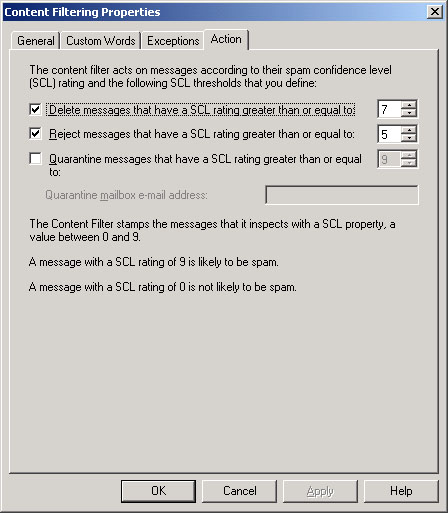 Content Filtering Properties
General
Custom Words
Exceptions
Action
The content filter acts on messages according to their spam confidence level
(SCL) rating and the following SCL thresholds that you define:
Delete messages that have a SCL rating greater than or equal to: 7
Reject messages that have a SCL rating greater than or equal to: 5
Quarantine messages that have a SCL rating greater than or equal 9
to:
Quarantine mailbox e-mail address:
The Content Filter stamps the messages that it inspects with a SCL property, a
value between 0 and 9.
A message with a SCL rating of 9 is likely to be spam.
A message with a SCL rating of 0 is not likely to be spam.
OK
Cancel
Apply
Help